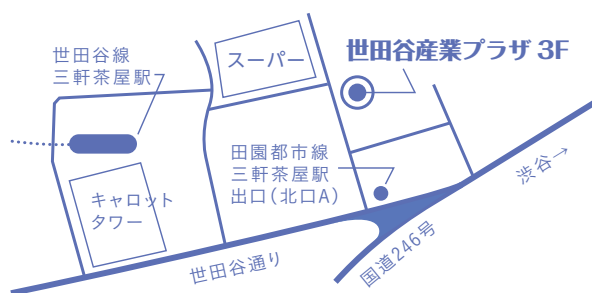 世田谷線
三軒茶屋駅
スーパー
世田谷産業プラザ 3F
田園都市線
三軒茶屋駅
出口(北口A)
キャロット
タワー
世田谷通り
国道246号
渋谷→